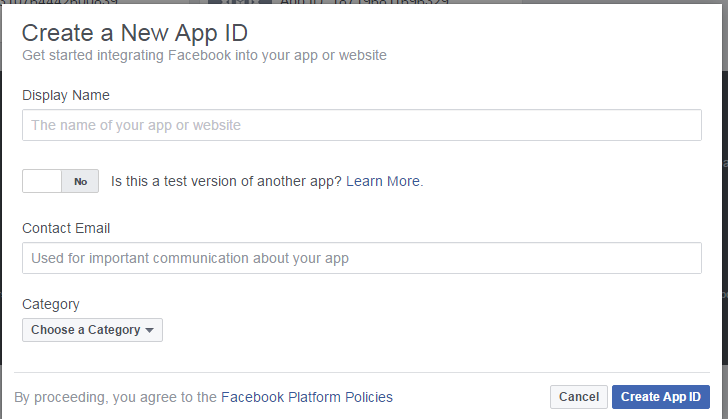 Create a New App ID
Get started integrating Facebook into your app or website
Display Name
The name of your app or website
No Is this a test version of another app? Learn More.
Contact Email
Used for important communication about your app
Category
Choose a Category
By proceeding, you agree to the Facebook Platform Policies Cancel Create App ID